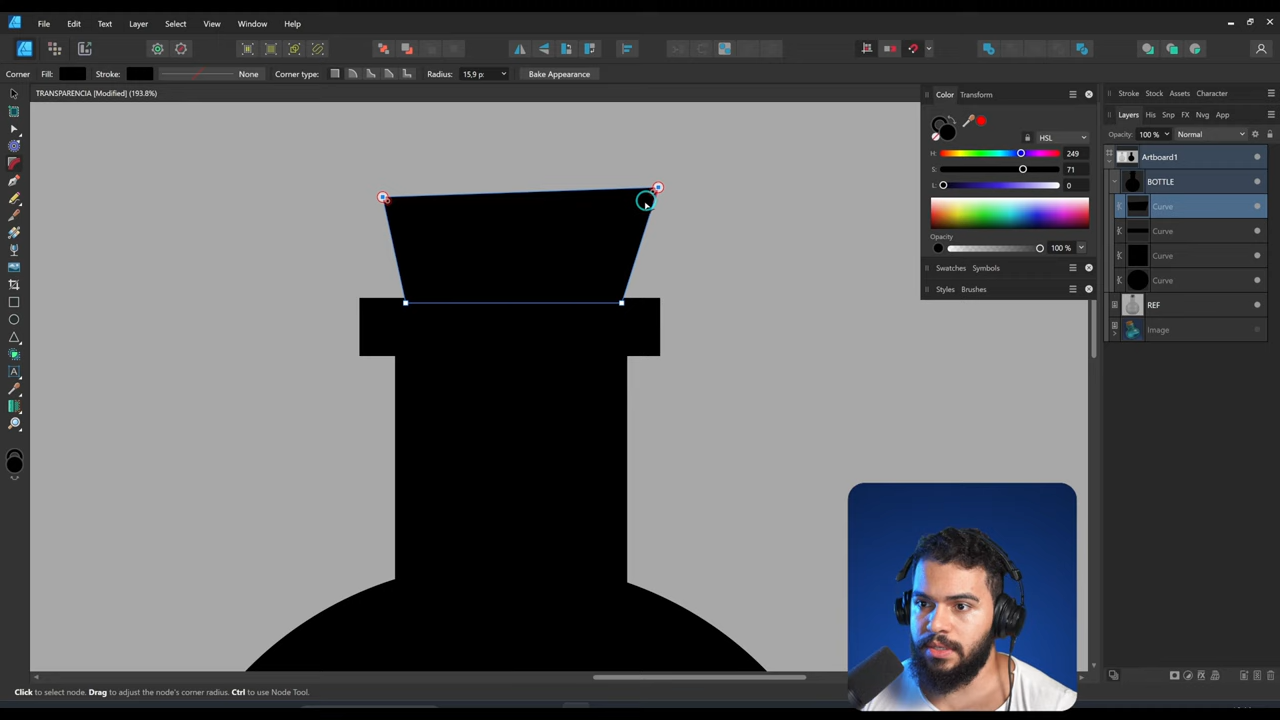 File Edit Text Layer Select View Window Help
Corner Fill: Stroke: None Corner type: Radius: 15,9 p: Bake Appearance
TRANSPARENCIA [Modified] (193.8%)
Color Transform
HSL
H: 249
S: 71
L: 0
Opacity
100 %
Swatches Symbols
Styles Brushes
Stroke Stock Assets Character
Layers His Snp FX Nvg App
Opacity: 100 % Normal
Artboard1
BOTTLE
Curve
Curve
Curve
Curve
REF
Image
Click to select node. Drag to adjust the node's corner radius. Ctrl to use Node Tool.